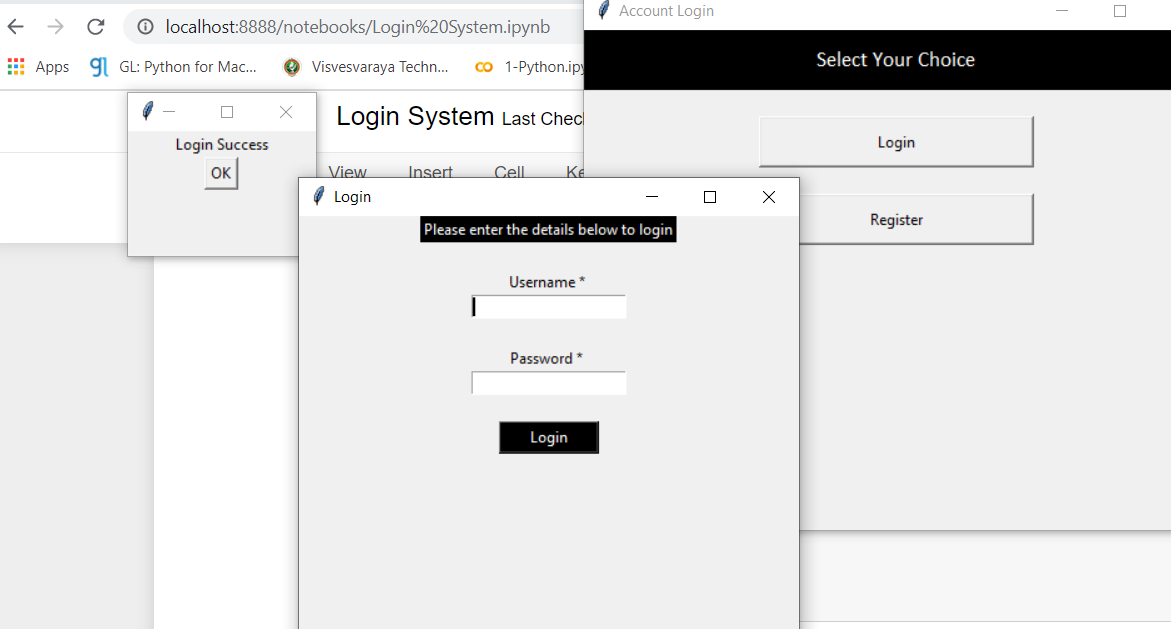 localhost:8888/notebooks/Login%20System.ipynb
Apps
GL: Python for Mac...
Visvesvaraya Techn...
1-Python.ipy
Login System Last Chec
View Insert Cell Ke
Login Success
OK
Account Login
Select Your Choice
Login
Register
Login
Please enter the details below to login
Username *
Password *
Login